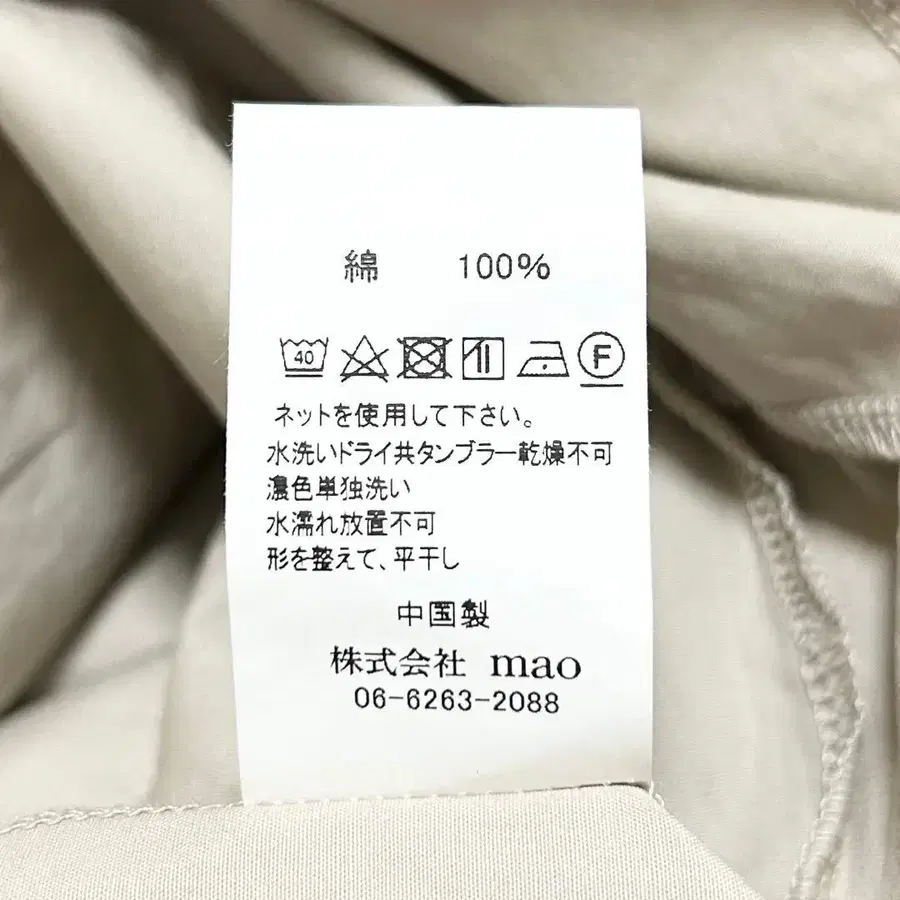 綿 100%
40 F
ネットを使用して下さい。
水洗いドライ共タンブラー乾燥不可
濃色単独洗い
水濡れ放置不可
形を整えて、平干し
中国製
株式会社 mao
06-6263-2088